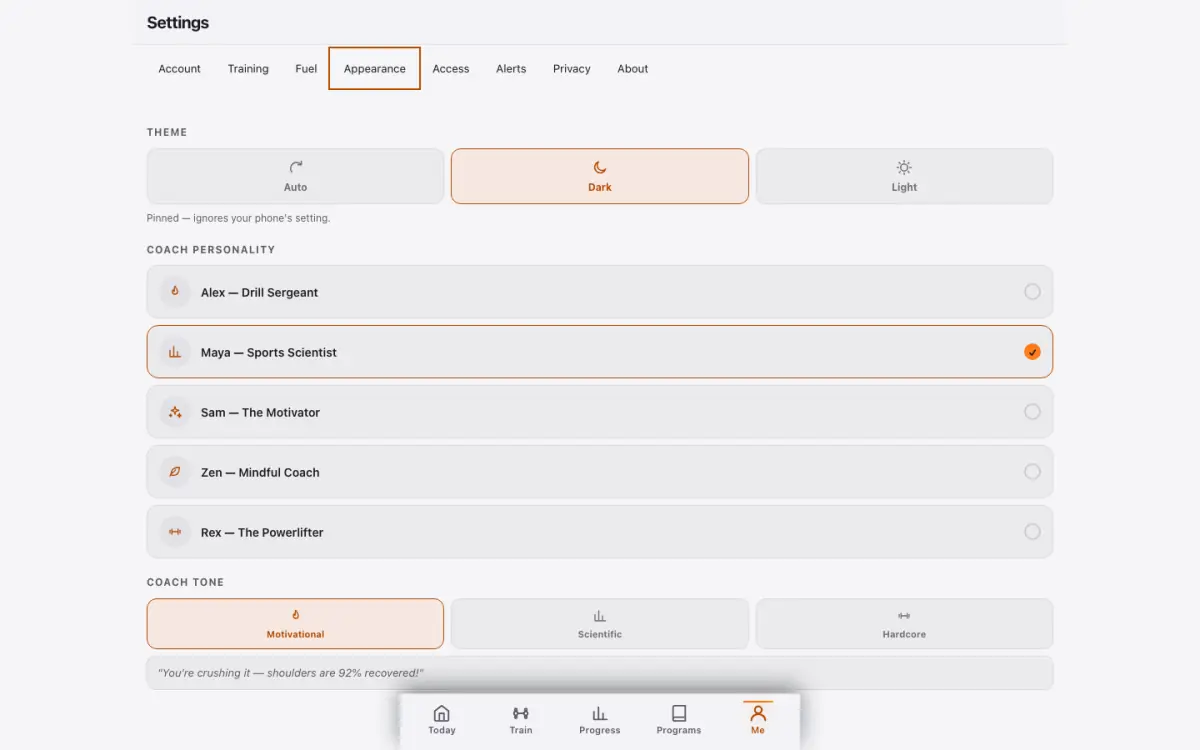 Settings
Account Training Fuel Appearance Access Alerts Privacy About
THEME
Auto Dark Light
Pinned — ignores your phone's setting.
COACH PERSONALITY
Alex — Drill Sergeant
Maya — Sports Scientist
Sam — The Motivator
Zen — Mindful Coach
Rex — The Powerlifter
COACH TONE
Motivational Scientific Hardcore
"You're crushing it — shoulders are 92% recovered!"
Today Train Progress Programs Me